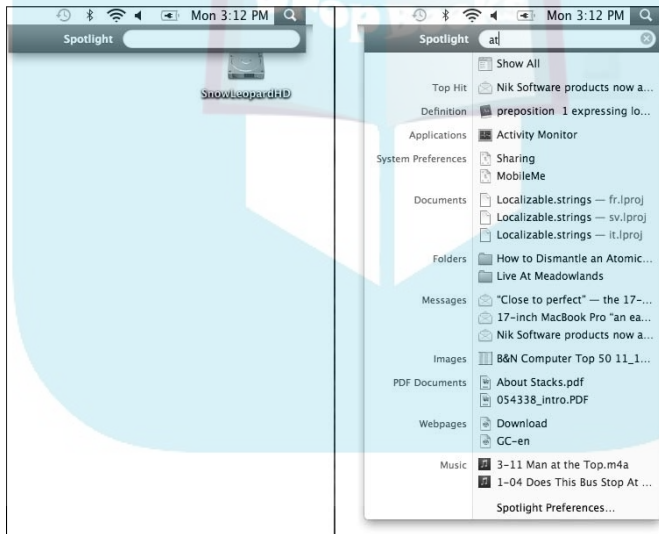 Mon 3:12 PM
Spotlight
SnowLeopardHD
Mon 3:12 PM
Spotlight at
Show All
Top Hit Nik Software products now a...
Definition preposition 1 expressing lo...
Applications Activity Monitor
System Preferences Sharing
MobileMe
Documents Localizable.strings — fr.lproj
Localizable.strings — sv.lproj
Localizable.strings — it.lproj
Folders How to Dismantle an Atomic...
Live At Meadowlands
Messages "Close to perfect" — the 17-...
17-inch MacBook Pro "an ea...
Nik Software products now a...
Images B&N Computer Top 50 11_1...
PDF Documents About Stacks.pdf
054338_intro.PDF
Webpages Download
GC-en
Music 3-11 Man at the Top.m4a
1-04 Does This Bus Stop At ...
Spotlight Preferences...